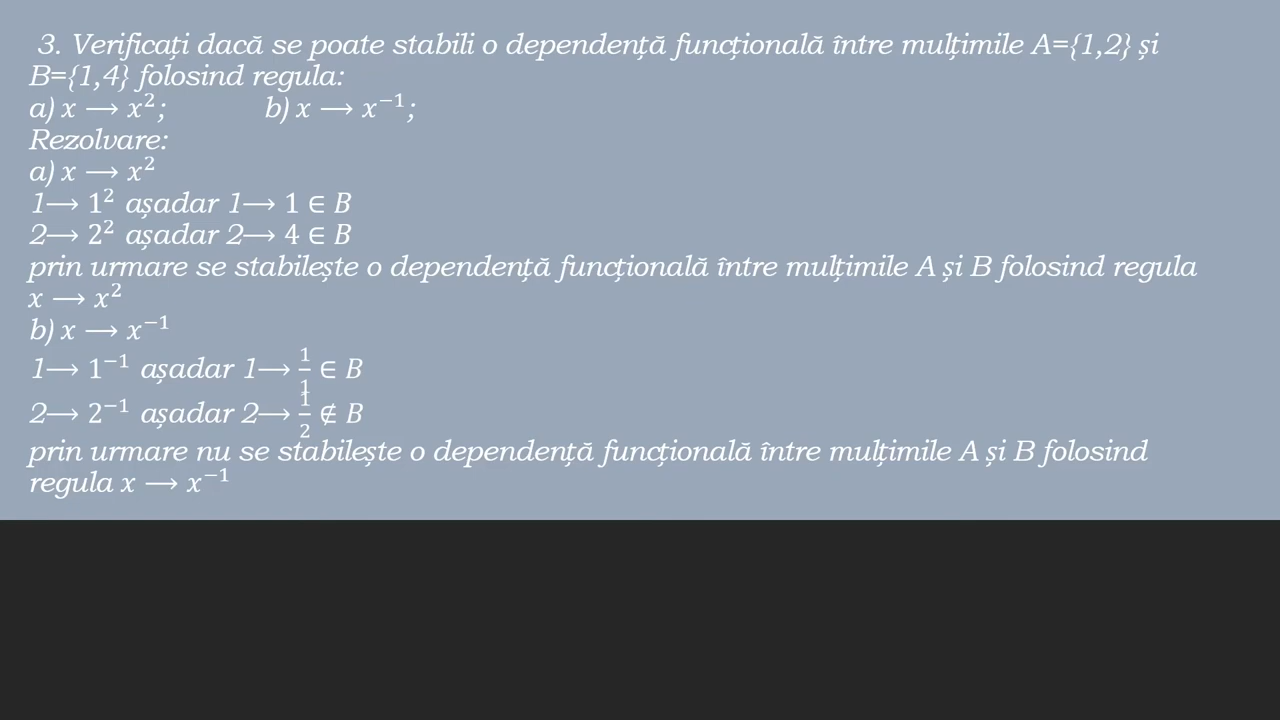 3. Verificați dacă se poate stabili o dependență funcțională între mulțimile A={1,2} și
B={1,4} folosind regula:
a) x ⟶ x²; b) x ⟶ x⁻¹;
Rezolvare:
a) x ⟶ x²
1⟶ 1² așadar 1⟶ 1 ∈ B
2⟶ 2² așadar 2⟶ 4 ∈ B
prin urmare se stabilește o dependență funcțională între mulțimile A și B folosind regula
x ⟶ x²
b) x ⟶ x⁻¹
1⟶ 1⁻¹ așadar 1⟶ 1/1 ∈ B
2⟶ 2⁻¹ așadar 2⟶ 1/2 ∉ B
prin urmare nu se stabilește o dependență funcțională între mulțimile A și B folosind
regula x ⟶ x⁻¹